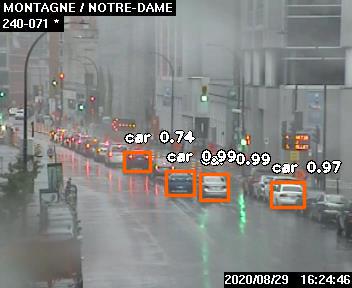 MONTAGNE / NOTRE-DAME
240-071 *
car 0.74
car 0.99
0.99
car 0.97
2020/08/29 16:24:46